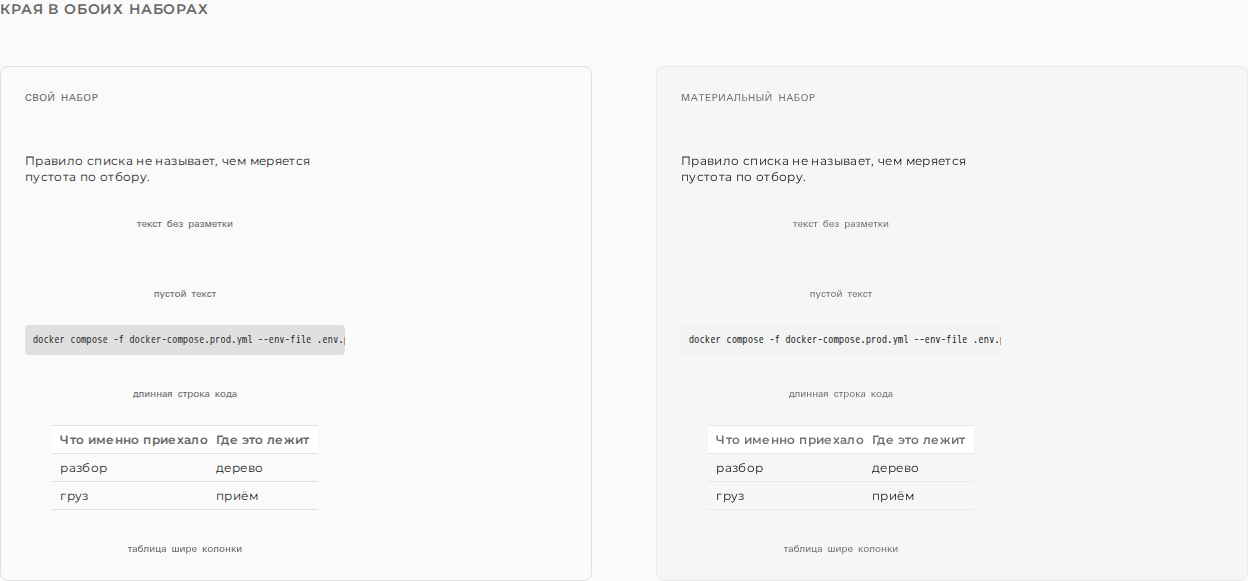 КРАЯ В ОБОИХ НАБОРАХ
СВОЙ НАБОР
Правило списка не называет, чем меряется
пустота по отбору.
текст без разметки
пустой текст
docker compose -f docker-compose.prod.yml --env-file .env.
длинная строка кода
Что именно приехало Где это лежит
разбор дерево
груз приём
таблица шире колонки
МАТЕРИАЛЬНЫЙ НАБОР
Правило списка не называет, чем меряется
пустота по отбору.
текст без разметки
пустой текст
docker compose -f docker-compose.prod.yml --env-file .env.
длинная строка кода
Что именно приехало Где это лежит
разбор дерево
груз приём
таблица шире колонки